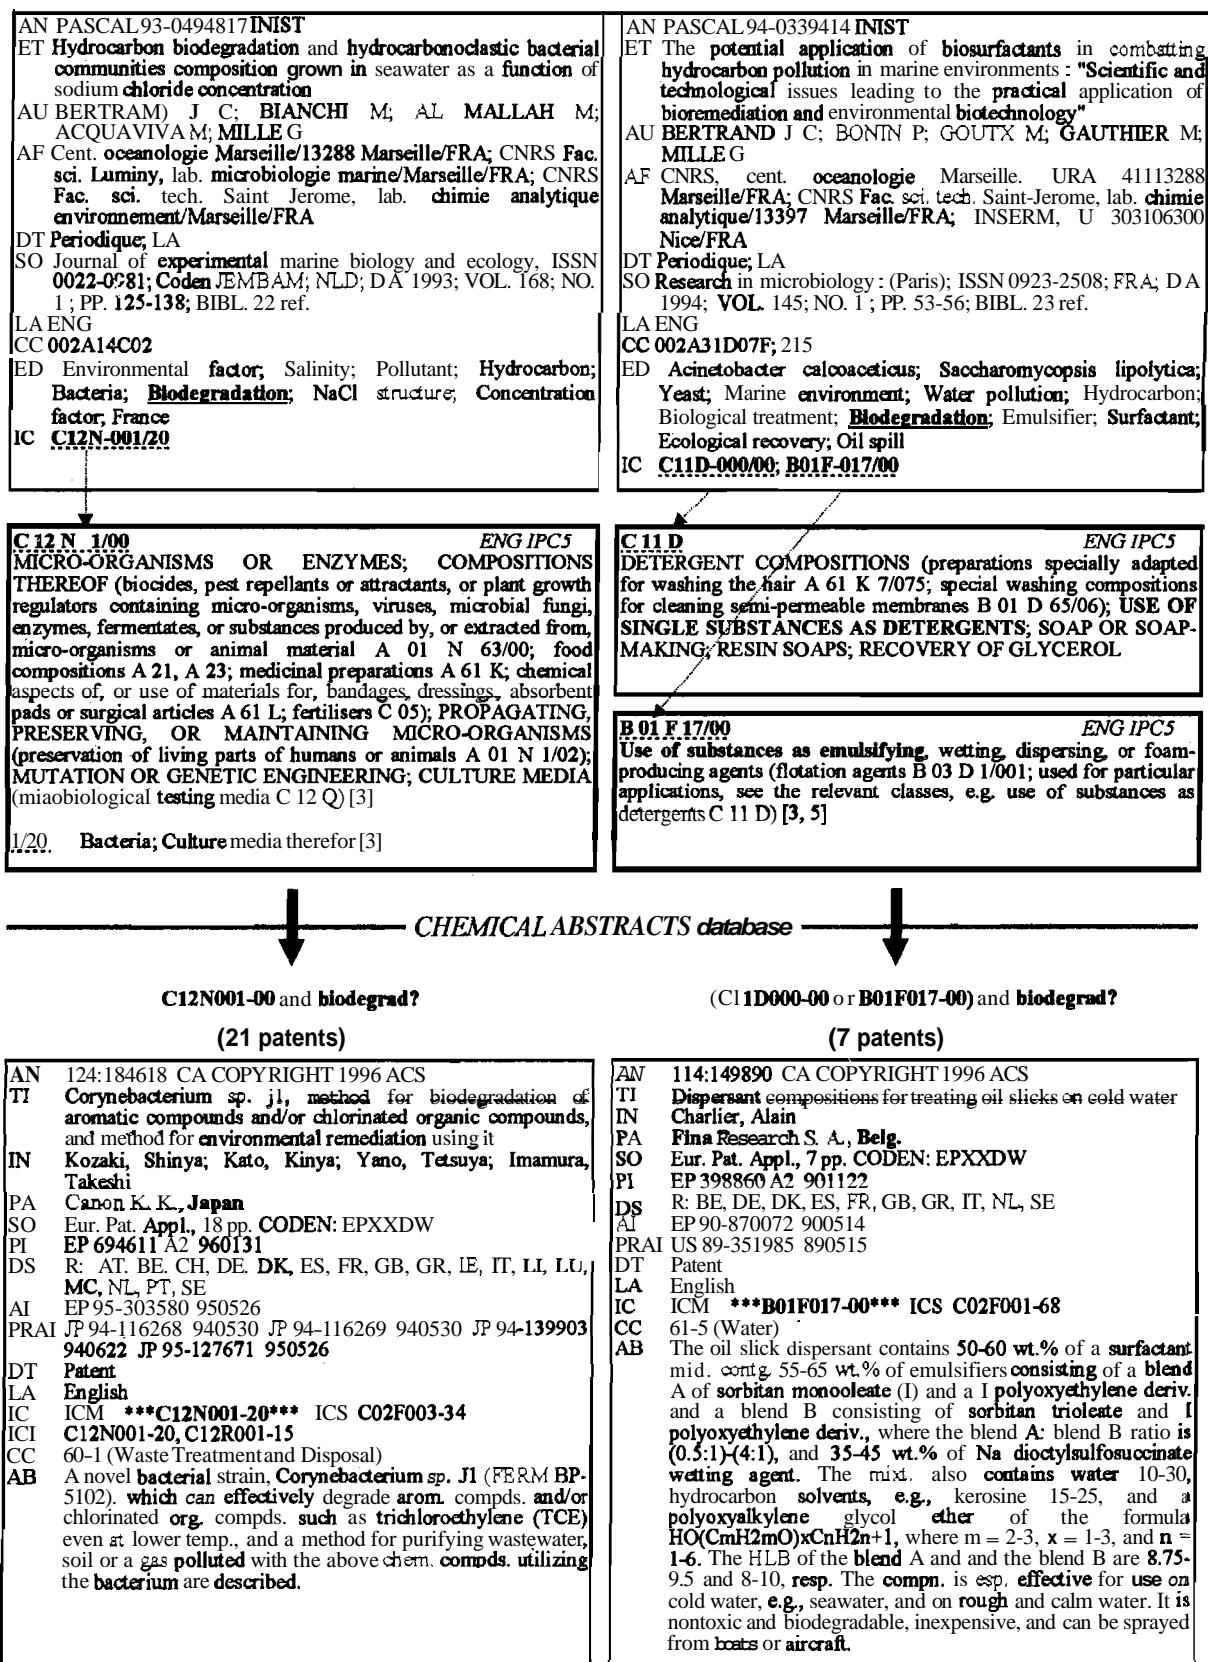 AN PASCAL 93-0494817 INIST
ET Hydrocarbon biodegradation and hydrocarbonoclastic bacterial
communities composition grown in seawater as a function of
sodium chloride concentration
AU BERTRAM) J C; BIANCHI M; AL MALLAH M;
ACQUAVIVA M; MILLE G
AF Cent. oceanologie Marseille/13288 Marseille/FRA; CNRS Fac.
sci. Luminy, lab. microbiologie marine/Marseille/FRA; CNRS
Fac. sci. tech. Saint Jerome, lab. chimie analytique
environnement/Marseille/FRA
DT Periodique; LA
SO Journal of experimental marine biology and ecology, ISSN
0022-0981; Coden JEMBAM; NLD; DA 1993; VOL. 168; NO.
1 ; PP. 125-138; BIBL. 22 ref.
LA ENG
CC 002A14C02
ED Environmental factor; Salinity; Pollutant; Hydrocarbon;
Bacteria; Biodegradation; NaCl structure; Concentration
factor; France
IC C12N-001/20
C 12 N 1/00 ENG IPC5
MICRO-ORGANISMS OR ENZYMES; COMPOSITIONS
THEREOF (biocides, pest repellants or attractants, or plant growth
regulators containing micro-organisms, viruses, microbial fungi,
enzymes, fermentates, or substances produced by, or extracted from,
micro-organisms or animal material A 01 N 63/00; food
compositions A 21, A 23; medicinal preparations A 61 K; chemical
aspects of, or use of materials for, bandages, dressings, absorbent
pads or surgical articles A 61 L; fertilisers C 05); PROPAGATING,
PRESERVING, OR MAINTAINING MICRO-ORGANISMS
(preservation of living parts of humans or animals A 01 N 1/02);
MUTATION OR GENETIC ENGINEERING; CULTURE MEDIA
(miaobiological testing media C 12 Q) [3]
1/20. Bacteria; Culture media therefor [3]
AN PASCAL 94-0339414 INIST
ET The potential application of biosurfactants in combatting
hydrocarbon pollution in marine environments : "Scientific and
technological issues leading to the practical application of
bioremediation and environmental biotechnology"
AU BERTRAND J C; BONIN P; GOUTX M; GAUTHIER M;
MILLE G
AF CNRS, cent. oceanologie Marseille. URA 41113288
Marseille/FRA; CNRS Fac. sci. tech. Saint-Jerome, lab. chimie
analytique/13397 Marseille/FRA; INSERM, U 303106300
Nice/FRA
DT Periodique; LA
SO Research in microbiology : (Paris); ISSN 0923-2508; FRA; DA
1994; VOL. 145; NO. 1 ; PP. 53-56; BIBL. 23 ref.
LA ENG
CC 002A31D07F; 215
ED Acinetobacter calcoaceticus; Saccharomycopsis lipolytica;
Yeast; Marine environment; Water pollution; Hydrocarbon;
Biological treatment; Biodegradation; Emulsifier; Surfactant;
Ecological recovery; Oil spill
IC C11D-000/00; B01F-017/00
C 11 D ENG IPC5
DETERGENT COMPOSITIONS (preparations specially adapted
for washing the hair A 61 K 7/075; special washing compositions
for cleaning semi-permeable membranes B 01 D 65/06); USE OF
SINGLE SUBSTANCES AS DETERGENTS; SOAP OR SOAP-
MAKING; RESIN SOAPS; RECOVERY OF GLYCEROL
B 01 F 17/00 ENG IPC5
Use of substances as emulsifying, wetting, dispersing, or foam-
producing agents (flotation agents B 03 D 1/001; used for particular
applications, see the relevant classes, e.g. use of substances as
detergents C 11 D) [3, 5]
CHEMICAL ABSTRACTS database
C12N001-00 and biodegrad?
(21 patents)
(Cl 1D000-00 or B01F017-00) and biodegrad?
(7 patents)
AN 124:184618 CA COPYRIGHT 1996 ACS
TI Corynebacterium sp. j1, method for biodegradation of
aromatic compounds and/or chlorinated organic compounds,
and method for environmental remediation using it
IN Kozaki, Shinya; Kato, Kinya; Yano, Tetsuya; Imamura,
Takeshi
PA Canon K. K., Japan
SO Eur. Pat. Appl., 18 pp. CODEN: EPXXDW
PI EP 694611 A2 960131
DS R: AT. BE. CH, DE. DK, ES, FR, GB, GR, IE, IT, LI, LU,
MC, NL, PT, SE
AI EP 95-303580 950526
PRAI JP 94-116268 940530 JP 94-116269 940530 JP 94-139903
940622 JP 95-127671 950526
DT Patent
LA English
IC ICM ***C12N001-20*** ICS C02F003-34
ICI C12N001-20, C12R001-15
CC 60-1 (Waste Treatment and Disposal)
AB A novel bacterial strain, Corynebacterium sp. J1 (FERM BP-
5102). which can effectively degrade arom. compds. and/or
chlorinated org. compds. such as trichloroethylene (TCE)
even at lower temp., and a method for purifying wastewater,
soil or a gas polluted with the above chem. compds. utilizing
the bacterium are described.
AN 114:149890 CA COPYRIGHT 1996 ACS
TI Dispersant compositions for treating oil slicks on cold water
IN Charlier, Alain
PA Fina Research S. A., Belg.
SO Eur. Pat. Appl., 7 pp. CODEN: EPXXDW
PI EP 398860 A2 901122
DS R: BE, DE, DK, ES, FR, GB, GR, IT, NL, SE
AI EP 90-870072 900514
PRAI US 89-351985 890515
DT Patent
LA English
IC ICM ***B01F017-00*** ICS C02F001-68
CC 61-5 (Water)
AB The oil slick dispersant contains 50-60 wt.% of a surfactant
mid. contg. 55-65 wt.% of emulsifiers consisting of a blend
A of sorbitan monooleate (I) and a I polyoxyethylene deriv.
and a blend B consisting of sorbitan trioleate and I
polyoxyethylene deriv., where the blend A: blend B ratio is
(0.5:1)-(4:1), and 35-45 wt.% of Na dioctylsulfosuccinate
wetting agent. The mixt. also contains water 10-30,
hydrocarbon solvents, e.g., kerosine 15-25, and a
polyoxyalkylene glycol ether of the formula
HO(CmH2mO)xCnH2n+1, where m = 2-3, x = 1-3, and n =
1-6. The HLB of the blend A and and the blend B are 8.75-
9.5 and 8-10, resp. The compn. is esp. effective for use on
cold water, e.g., seawater, and on rough and calm water. It is
nontoxic and biodegradable, inexpensive, and can be sprayed
from boats or aircraft.